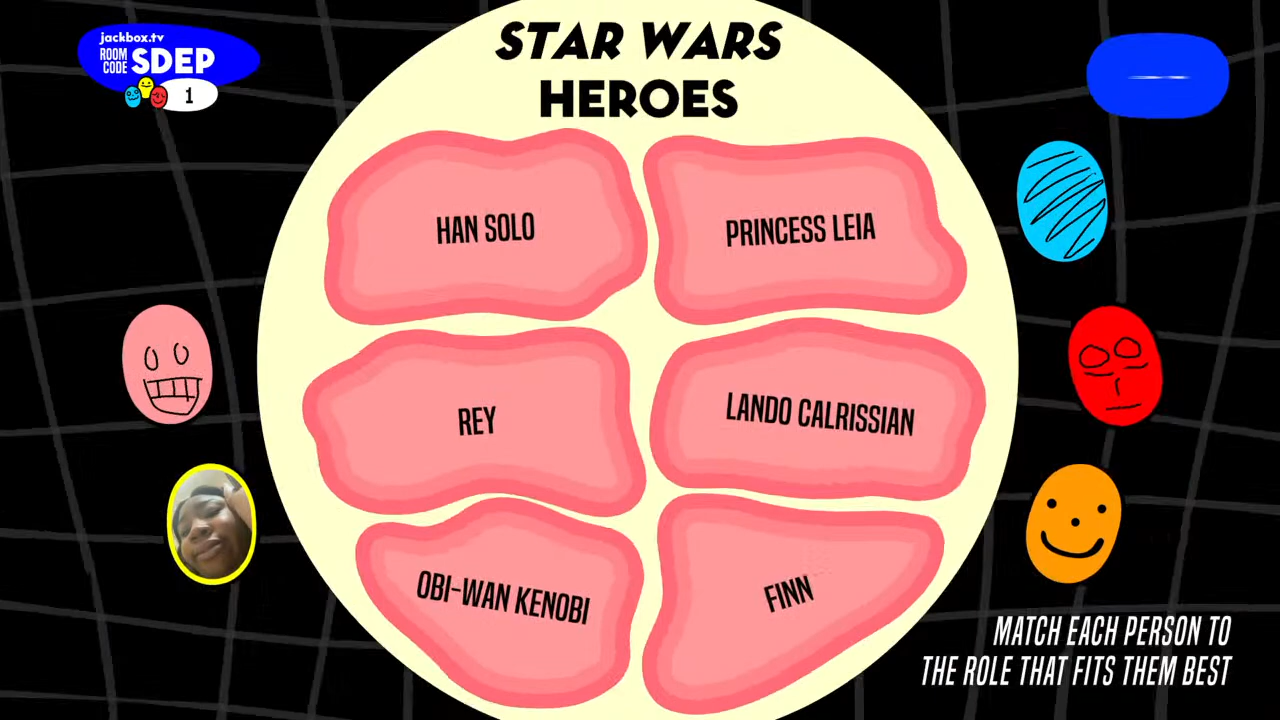 jackbox.tv
ROOM CODE SDEP
1
STAR WARS
HEROES
HAN SOLO
PRINCESS LEIA
REY
LANDO CALRISSIAN
OBI-WAN KENOBI
FINN
MATCH EACH PERSON TO
THE ROLE THAT FITS THEM BEST